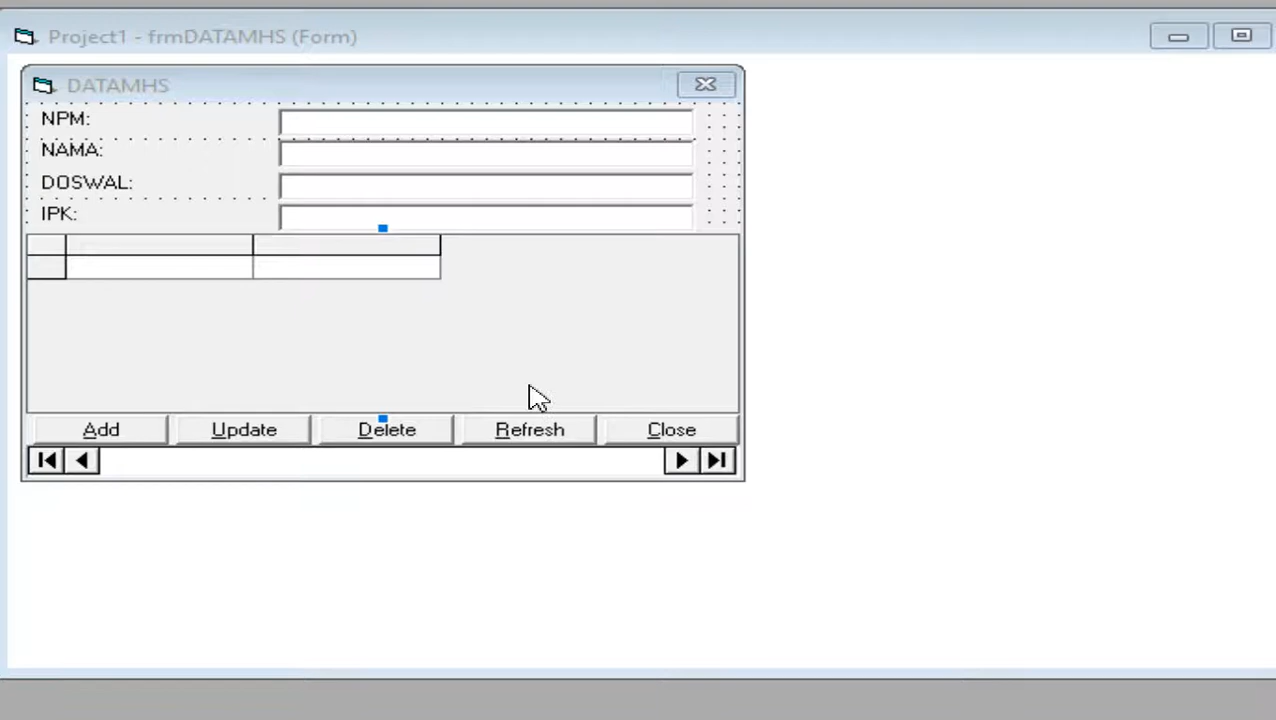 Project1 - frmDATAMHS (Form)
DATAMHS
NPM:
NAMA:
DOSWAL:
IPK:
Add Update Delete Refresh Close